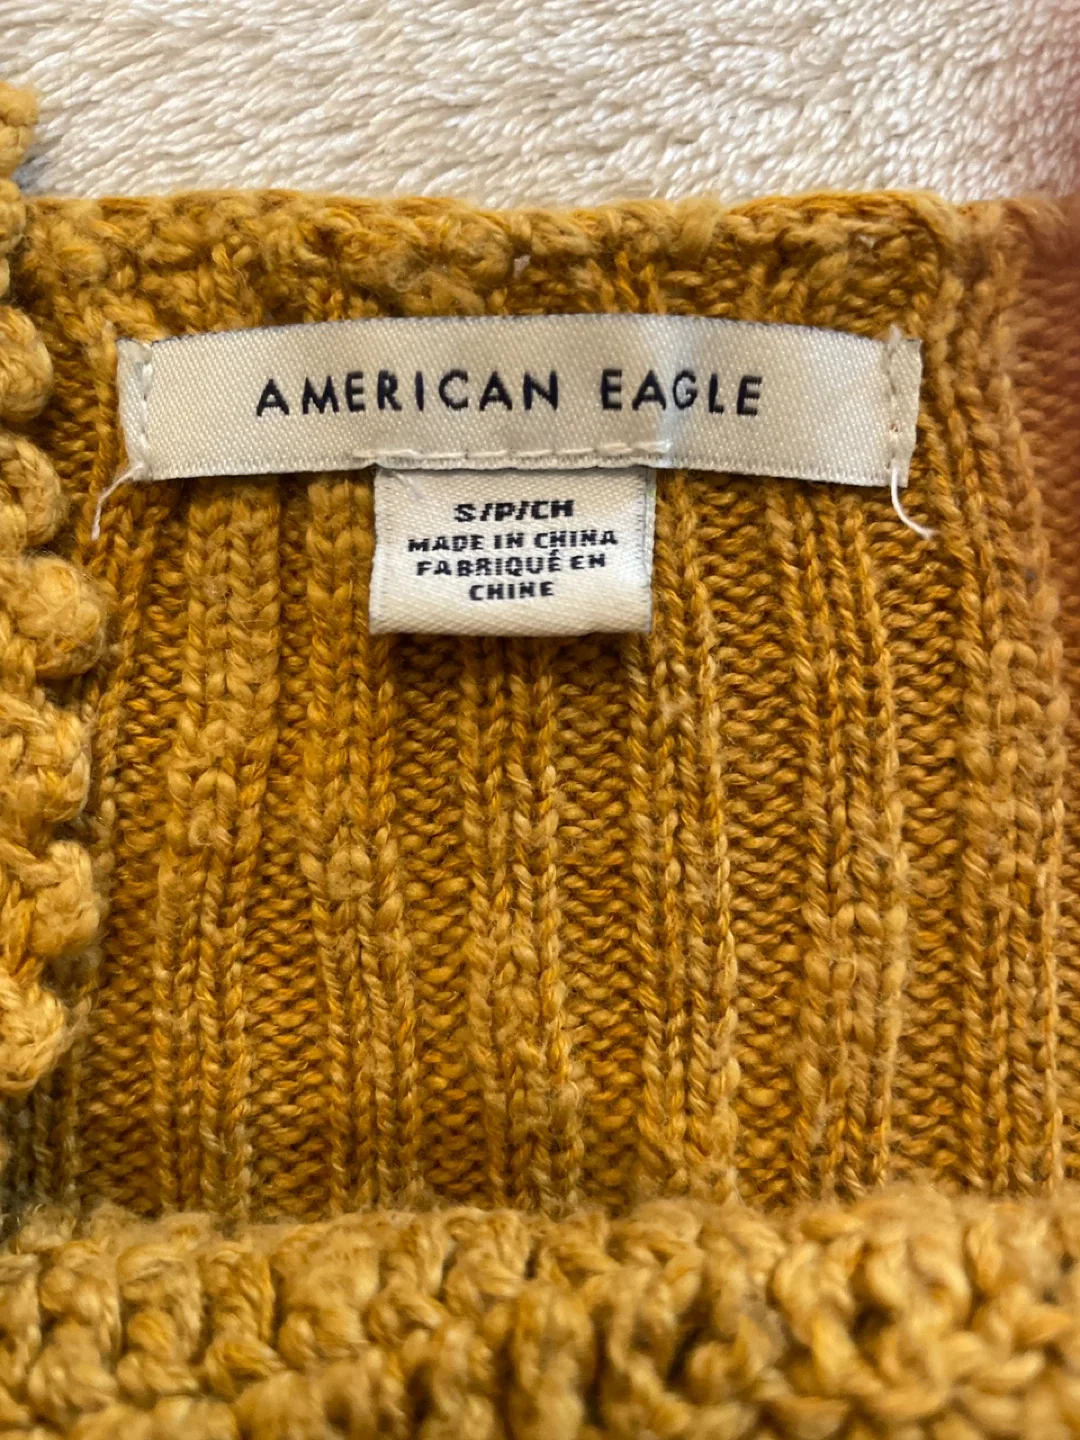 AMERICAN EAGLE
S/P/CH
MADE IN CHINA
FABRIQUÉ EN
CHINE